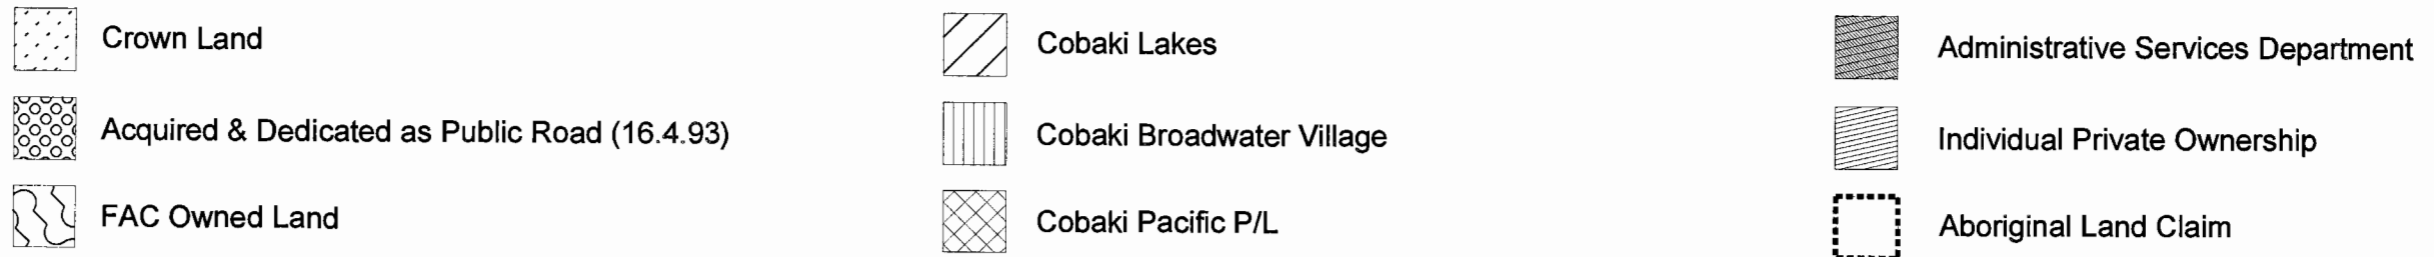 Crown Land
Acquired & Dedicated as Public Road (16.4.93)
FAC Owned Land
Cobaki Lakes
Cobaki Broadwater Village
Cobaki Pacific P/L
Administrative Services Department
Individual Private Ownership
Aboriginal Land Claim